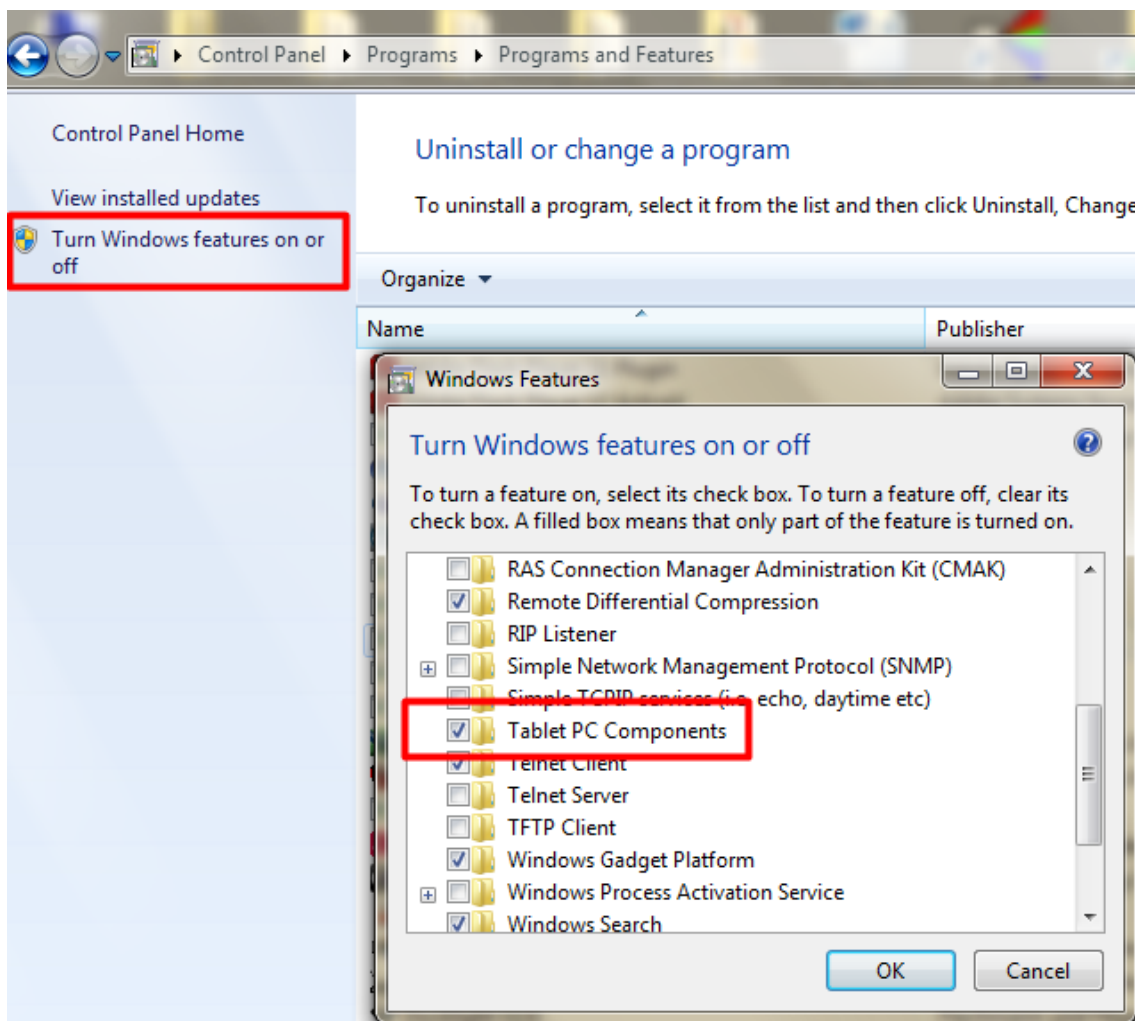 Control Panel ▸ Programs ▸ Programs and Features
Control Panel Home
View installed updates
Turn Windows features on or
off
Uninstall or change a program
To uninstall a program, select it from the list and then click Uninstall, Change
Organize
Name Publisher
Windows Features
Turn Windows features on or off
To turn a feature on, select its check box. To turn a feature off, clear its
check box. A filled box means that only part of the feature is turned on.
RAS Connection Manager Administration Kit (CMAK)
Remote Differential Compression
RIP Listener
Simple Network Management Protocol (SNMP)
Simple TCPIP services (i.e. echo, daytime etc)
Tablet PC Components
Telnet Client
Telnet Server
TFTP Client
Windows Gadget Platform
Windows Process Activation Service
Windows Search
OK Cancel